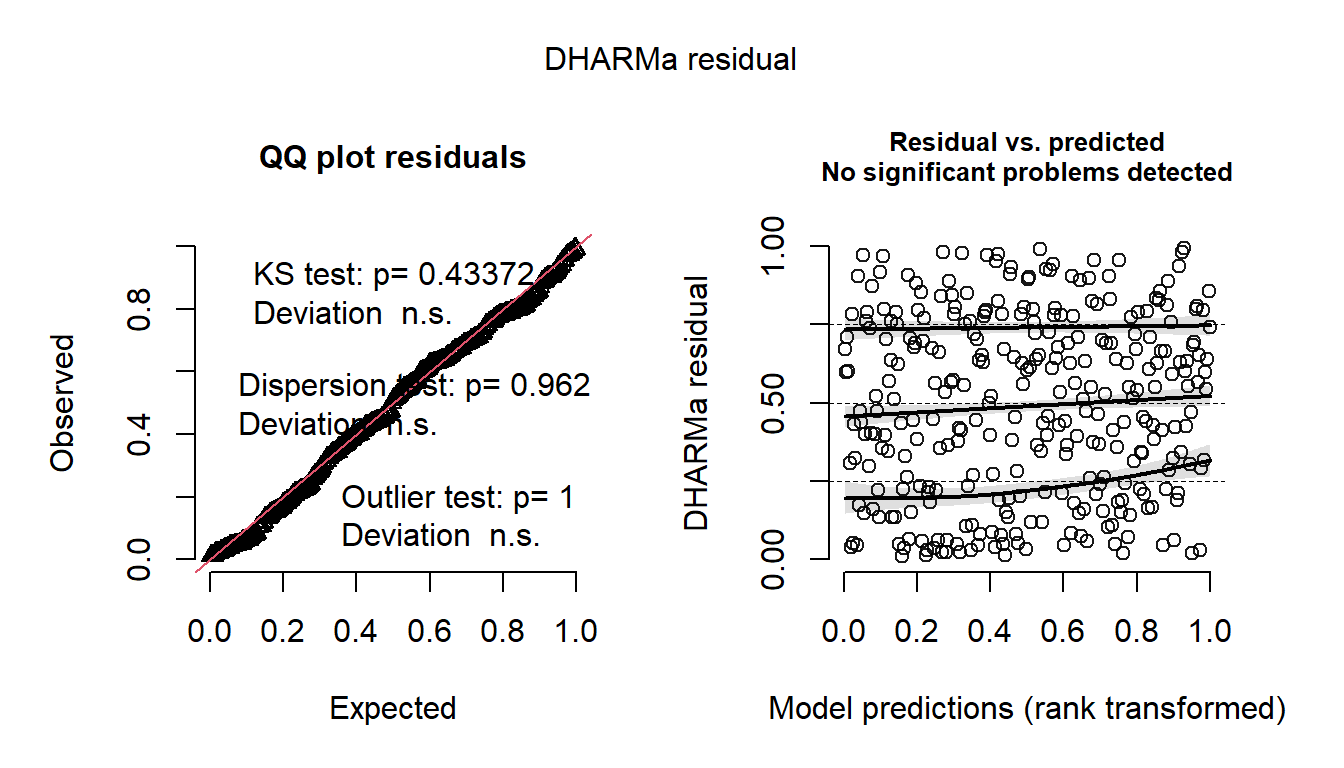 DHARMa residual
QQ plot residuals
KS test: p= 0.43372
Deviation  n.s.
Dispersion test: p= 0.962
Deviation  n.s.
Outlier test: p= 1
Deviation  n.s.
Observed
0.0 0.4 0.8
0.0 0.2 0.4 0.6 0.8 1.0
Expected
Residual vs. predicted
No significant problems detected
DHARMa residual
0.00 0.50 1.00
0.0 0.2 0.4 0.6 0.8 1.0
Model predictions (rank transformed)